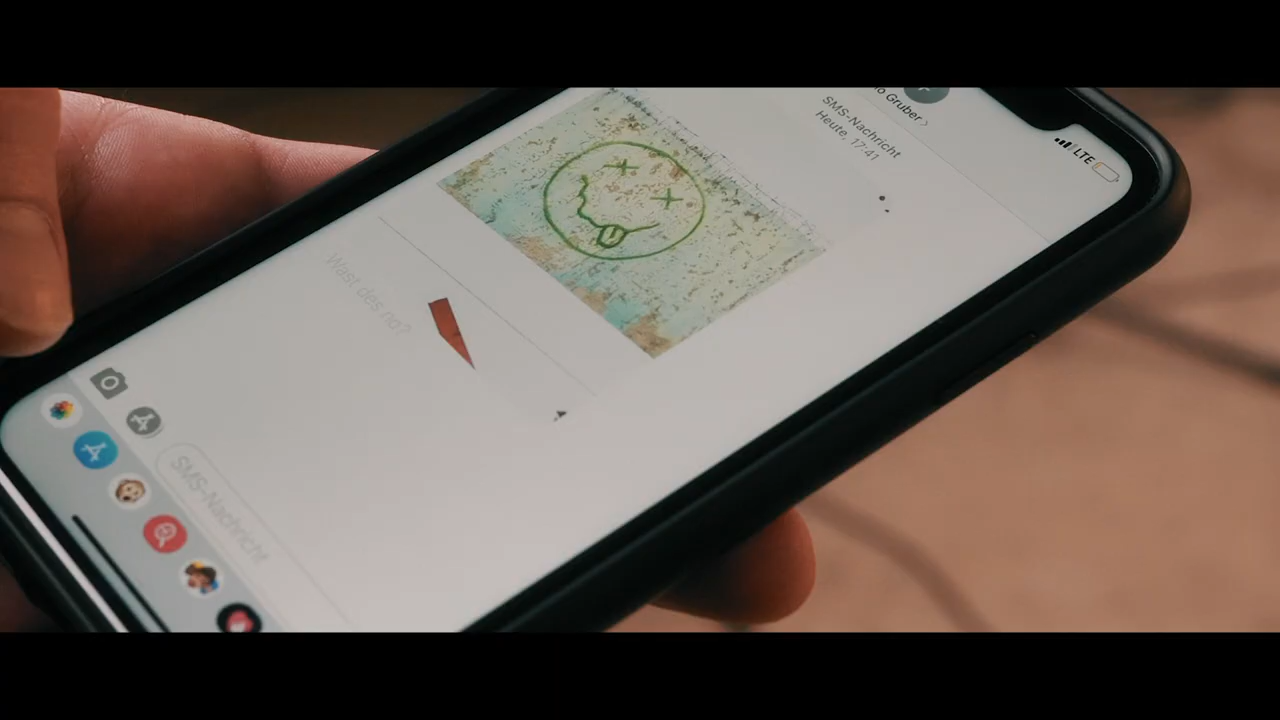 LTE
o Gruber
SMS-Nachricht
Heute, 17:41
Wast des no?
SMS-Nachricht